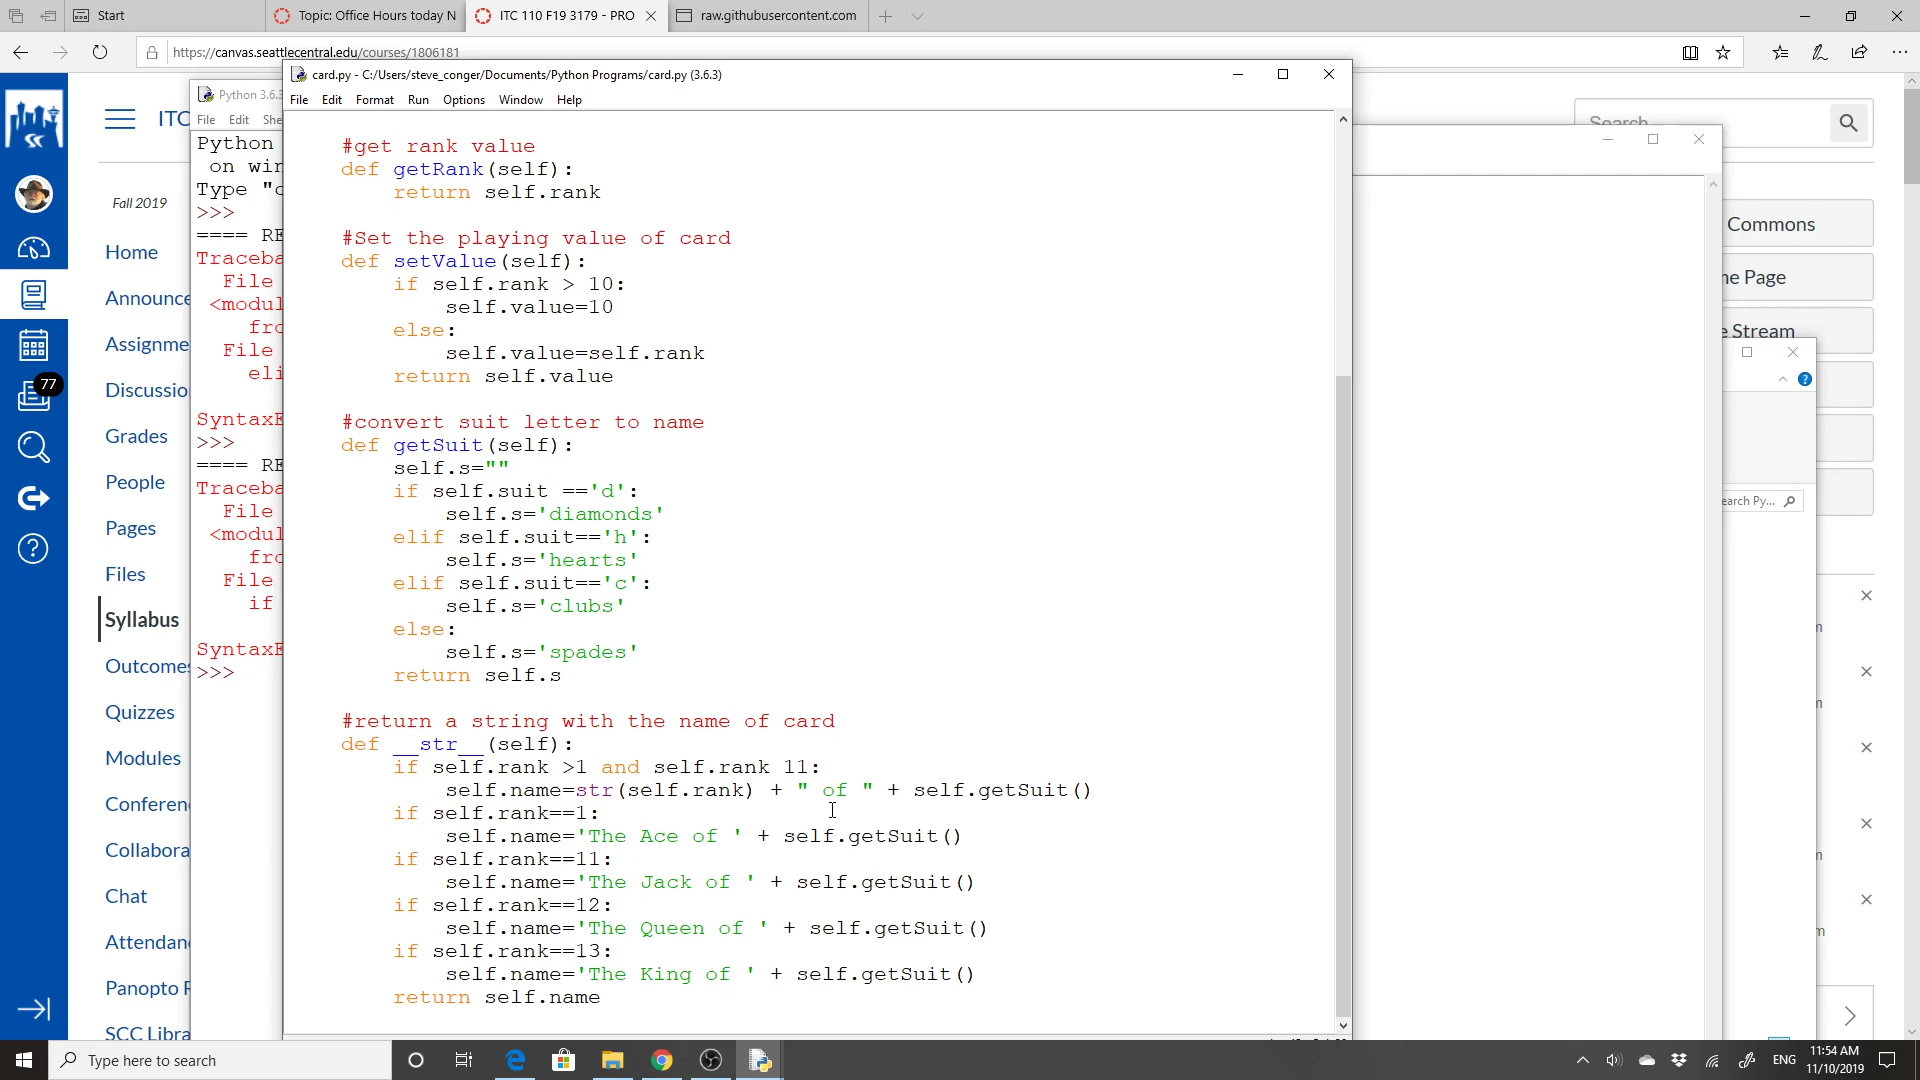 Start
Topic: Office Hours today N
ITC 110 F19 3179 - PRO
raw.githubusercontent.com
https://canvas.seattlecentral.edu/courses/1806181
card.py - C:/Users/steve_conger/Documents/Python Programs/card.py (3.6.3)
File Edit Format Run Options Window Help
#get rank value
def getRank(self):
    return self.rank
#Set the playing value of card
def setValue(self):
    if self.rank > 10:
        self.value=10
    else:
        self.value=self.rank
    return self.value
#convert suit letter to name
def getSuit(self):
    self.s=""
    if self.suit =='d':
        self.s='diamonds'
    elif self.suit=='h':
        self.s='hearts'
    elif self.suit=='c':
        self.s='clubs'
    else:
        self.s='spades'
    return self.s
#return a string with the name of card
def __str__(self):
    if self.rank >1 and self.rank 11:
        self.name=str(self.rank) + " of " + self.getSuit()
    if self.rank==1:
        self.name='The Ace of ' + self.getSuit()
    if self.rank==11:
        self.name='The Jack of ' + self.getSuit()
    if self.rank==12:
        self.name='The Queen of ' + self.getSuit()
    if self.rank==13:
        self.name='The King of ' + self.getSuit()
    return self.name
Python 3.6.3
File Edit She
Python
on win
Type "c
>>>
==== RE
Traceba
File
<modul
fro
File
eli
SyntaxE
>>>
==== RE
Traceba
File
<modul
fro
File
if
SyntaxE
>>>
ITC
Fall 2019
Home
Announce
Assignme
Discussio
Grades
People
Pages
Files
Syllabus
Outcomes
Quizzes
Modules
Conferen
Collabora
Chat
Attendan
Panopto R
SCC Libra
77
Search
Commons
me Page
e Stream
earch Py...
Type here to search
ENG
11:54 AM
11/10/2019